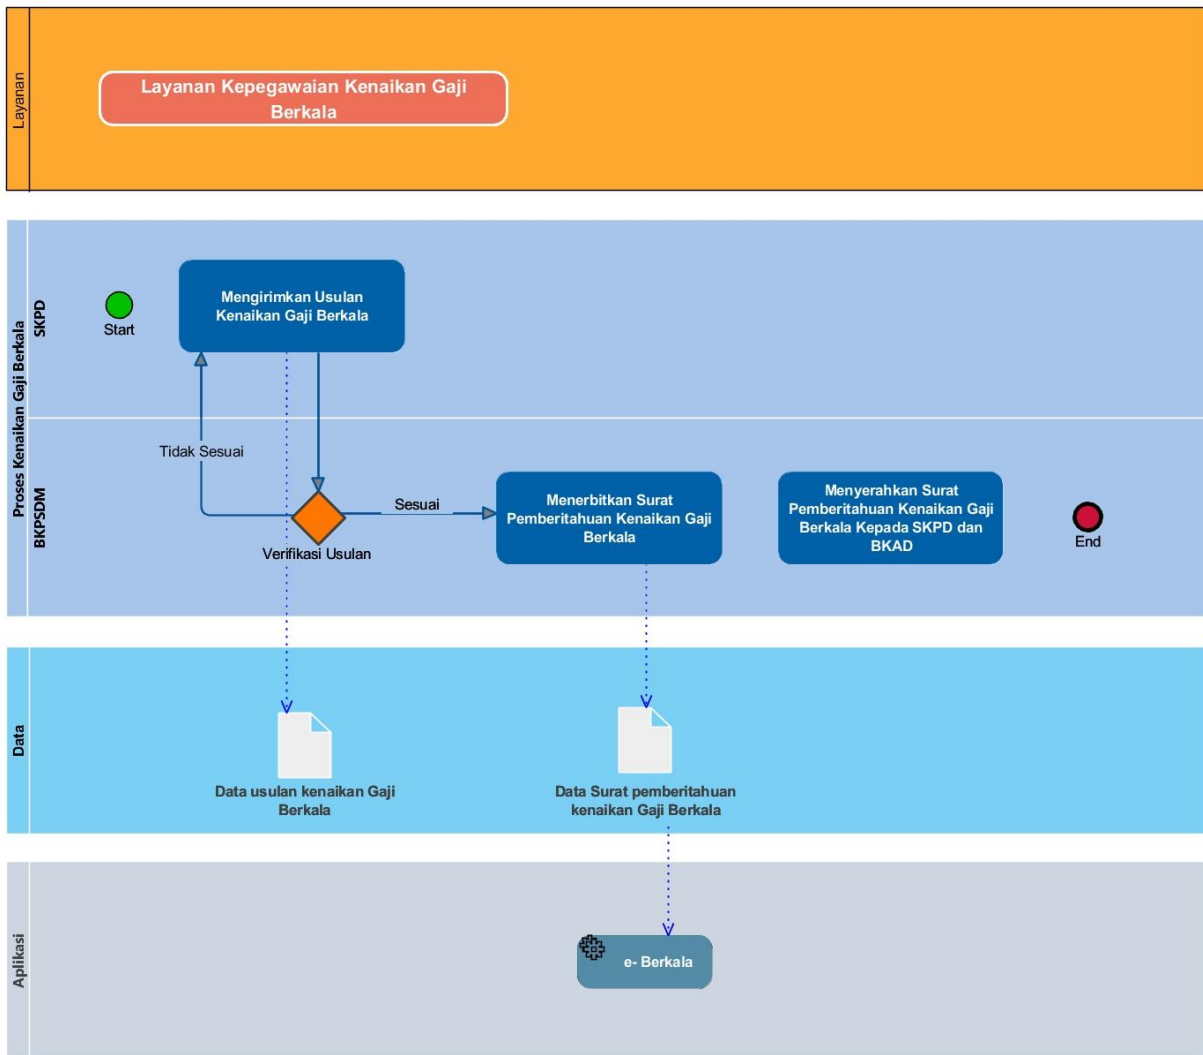 Layanan
Layanan Kepegawaian Kenaikan Gaji
Berkala
Proses Kenaikan Gaji Berkala
SKPD
Start
Mengirimkan Usulan
Kenaikan Gaji Berkala
BKPSDM
Tidak Sesuai
Verifikasi Usulan
Sesuai
Menerbitkan Surat
Pemberitahuan Kenaikan Gaji
Berkala
Menyerahkan Surat
Pemberitahuan Kenaikan Gaji
Berkala Kepada SKPD dan
BKAD
End
Data
Data usulan kenaikan Gaji
Berkala
Data Surat pemberitahuan
kenaikan Gaji Berkala
Aplikasi
e- Berkala